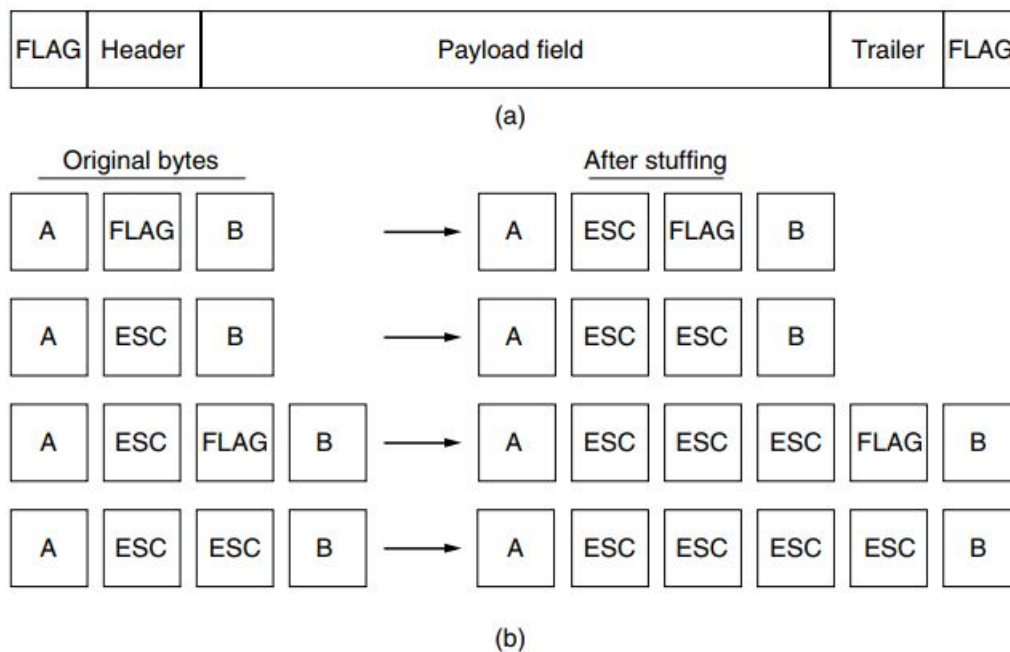 FLAG Header Payload field Trailer FLAG
(a)
Original bytes After stuffing
A FLAG B A ESC FLAG B
A ESC B A ESC ESC B
A ESC FLAG B A ESC ESC ESC FLAG B
A ESC ESC B A ESC ESC ESC ESC B
(b)